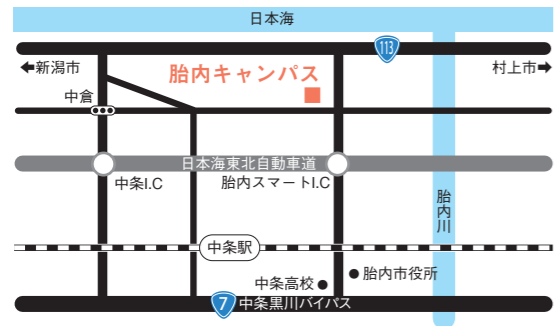 日本海
113
←新潟市
村上市→
胎内キャンパス
中倉
日本海東北自動車道
中条I.C
胎内スマートI.C
胎内川
中条駅
胎内市役所
中条高校
7
中条黒川バイパス